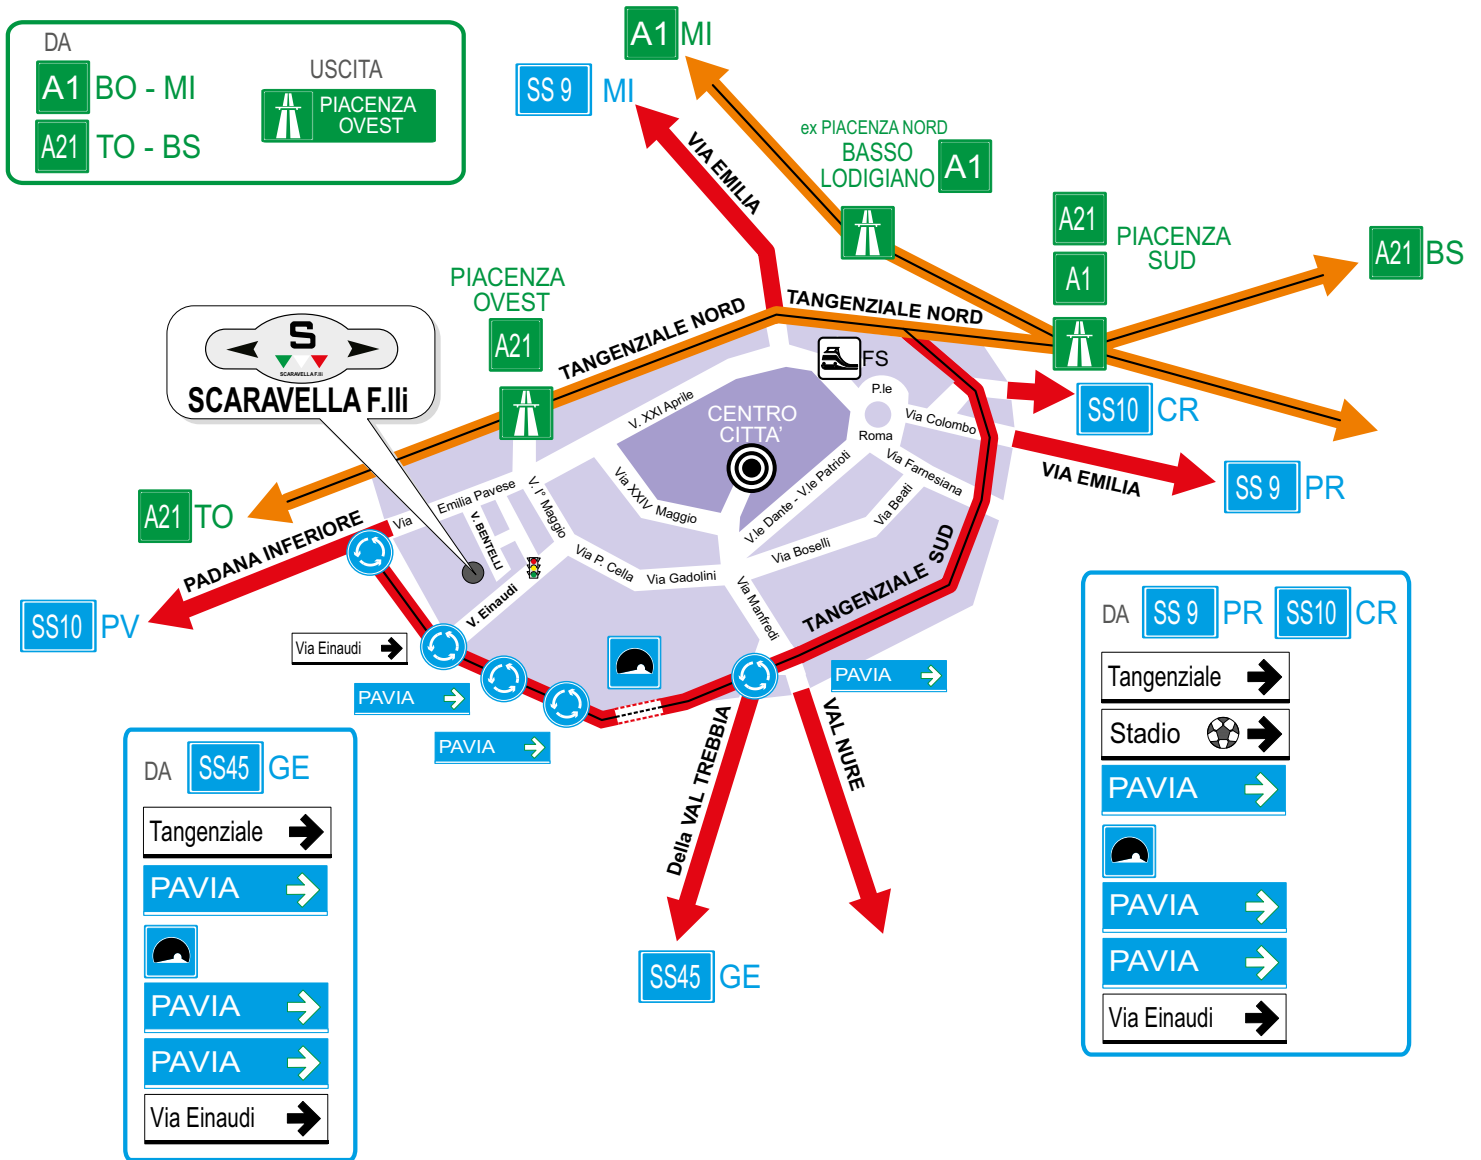 DA
A1 BO - MI
A21 TO - BS
USCITA
PIACENZA
OVEST
A1 MI
SS 9 MI
VIA EMILIA
ex PIACENZA NORD
BASSO
LODIGIANO A1
A21
A1
PIACENZA
SUD
A21 BS
PIACENZA
OVEST
A21
TANGENZIALE NORD
TANGENZIALE NORD
S
SCARAVELLA F.lli
SCARAVELLA F.lli
FS
P.le
Roma
V. XXI Aprile
CENTRO
CITTA'
Via Colombo
SS10 CR
VIA EMILIA
SS 9 PR
Via Farnesiana
Via Beati
V.le Dante - V.le Patrioti
Via XXIV Maggio
Via Emilia Pavese
V. I° Maggio
V. BENTELLI
A21 TO
PADANA INFERIORE
SS10 PV
Via P. Cella
Via Gadolini
Via Boselli
Via Manfredi
V. Einaudi
TANGENZIALE SUD
Via Einaudi
PAVIA
PAVIA
PAVIA
Della VAL TREBBIA
VAL NURE
SS45 GE
DA SS45 GE
Tangenziale
PAVIA
PAVIA
PAVIA
Via Einaudi
DA SS 9 PR SS10 CR
Tangenziale
Stadio
PAVIA
PAVIA
PAVIA
Via Einaudi